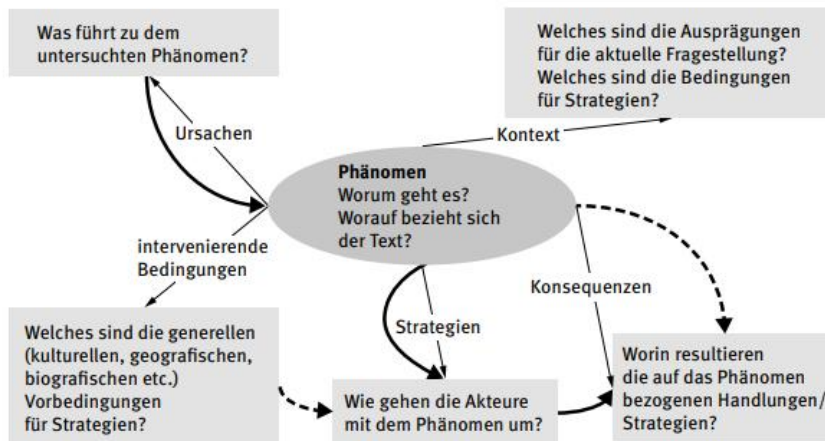 Was führt zu dem
untersuchten Phänomen?
Welches sind die Ausprägungen
für die aktuelle Fragestellung?
Welches sind die Bedingungen
für Strategien?
Ursachen
Kontext
Phänomen
Worum geht es?
Worauf bezieht sich
der Text?
intervenierende
Bedingungen
Strategien
Konsequenzen
Welches sind die generellen
(kulturellen, geografischen,
biografischen etc.)
Vorbedingungen
für Strategien?
Wie gehen die Akteure
mit dem Phänomen um?
Worin resultieren
die auf das Phänomen
bezogenen Handlungen/
Strategien?